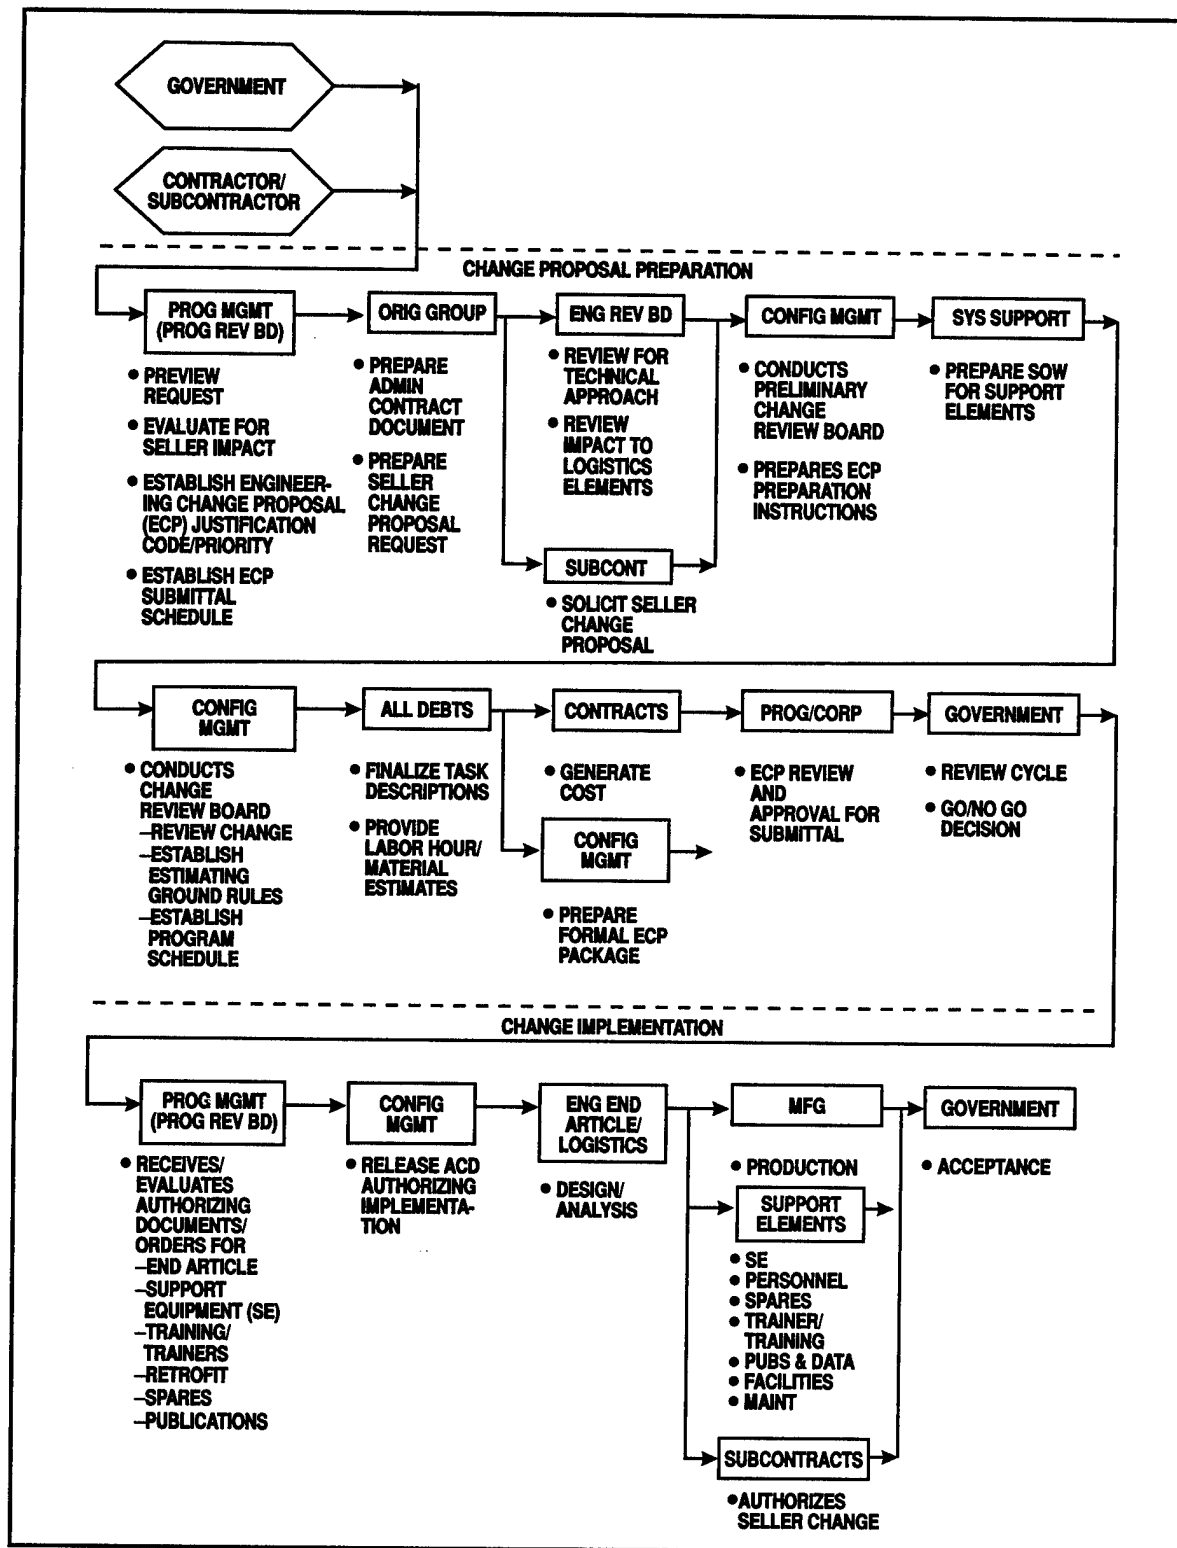 GOVERNMENT
CONTRACTOR/
SUBCONTRACTOR
CHANGE PROPOSAL PREPARATION
PROG MGMT
(PROG REV BD)
● PREVIEW
REQUEST
● EVALUATE FOR
SELLER IMPACT
● ESTABLISH ENGINEER-
ING CHANGE PROPOSAL
(ECP) JUSTIFICATION
CODE/PRIORITY
● ESTABLISH ECP
SUBMITTAL
SCHEDULE
ORIG GROUP
● PREPARE
ADMIN
CONTRACT
DOCUMENT
● PREPARE
SELLER
CHANGE
PROPOSAL
REQUEST
ENG REV BD
● REVIEW FOR
TECHNICAL
APPROACH
● REVIEW
IMPACT TO
LOGISTICS
ELEMENTS
SUBCONT
● SOLICIT SELLER
CHANGE
PROPOSAL
CONFIG MGMT
● CONDUCTS
PRELIMINARY
CHANGE
REVIEW BOARD
● PREPARES ECP
PREPARATION
INSTRUCTIONS
SYS SUPPORT
● PREPARE SOW
FOR SUPPORT
ELEMENTS
CONFIG
MGMT
● CONDUCTS
CHANGE
REVIEW BOARD
–REVIEW CHANGE
–ESTABLISH
ESTIMATING
GROUND RULES
–ESTABLISH
PROGRAM
SCHEDULE
ALL DEBTS
● FINALIZE TASK
DESCRIPTIONS
● PROVIDE
LABOR HOUR/
MATERIAL
ESTIMATES
CONTRACTS
● GENERATE
COST
CONFIG
MGMT
● PREPARE
FORMAL ECP
PACKAGE
PROG/CORP
● ECP REVIEW
AND
APPROVAL FOR
SUBMITTAL
GOVERNMENT
● REVIEW CYCLE
● GO/NO GO
DECISION
CHANGE IMPLEMENTATION
PROG MGMT
(PROG REV BD)
● RECEIVES/
EVALUATES
AUTHORIZING
DOCUMENTS/
ORDERS FOR
–END ARTICLE
–SUPPORT
EQUIPMENT (SE)
–TRAINING/
TRAINERS
–RETROFIT
–SPARES
–PUBLICATIONS
CONFIG
MGMT
● RELEASE ACD
AUTHORIZING
IMPLEMENTA-
TION
ENG END
ARTICLE/
LOGISTICS
● DESIGN/
ANALYSIS
MFG
● PRODUCTION
SUPPORT
ELEMENTS
● SE
● PERSONNEL
● SPARES
● TRAINER/
TRAINING
● PUBS & DATA
● FACILITIES
● MAINT
SUBCONTRACTS
● AUTHORIZES
SELLER CHANGE
GOVERNMENT
● ACCEPTANCE